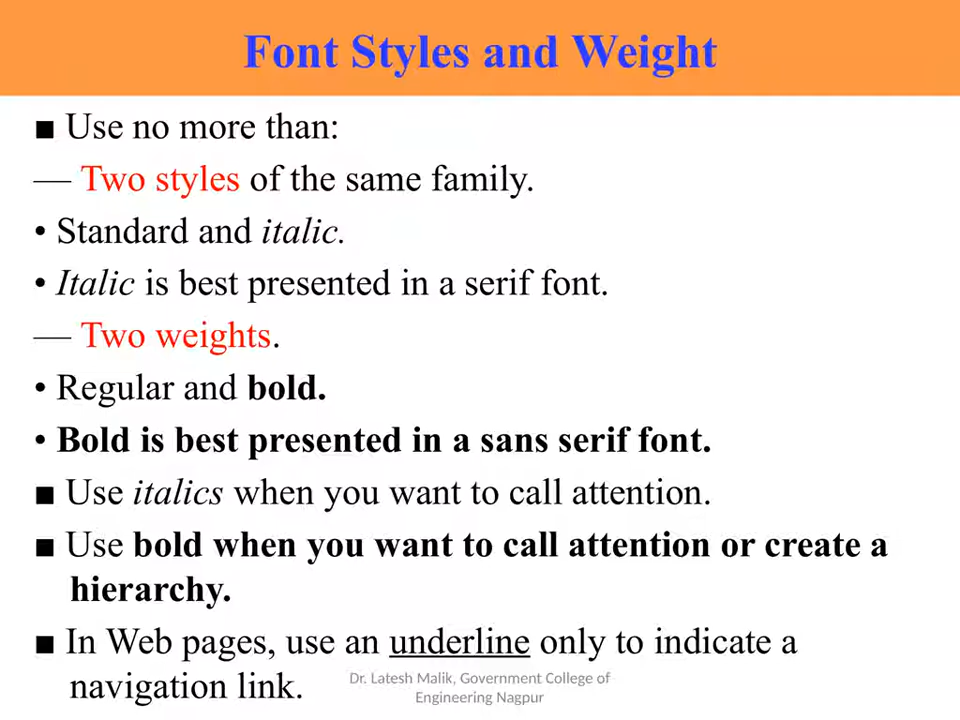 Font Styles and Weight
■ Use no more than:
— Two styles of the same family.
• Standard and italic.
• Italic is best presented in a serif font.
— Two weights.
• Regular and bold.
• Bold is best presented in a sans serif font.
■ Use italics when you want to call attention.
■ Use bold when you want to call attention or create a
hierarchy.
■ In Web pages, use an underline only to indicate a
navigation link.
Dr. Latesh Malik, Government College of
Engineering Nagpur